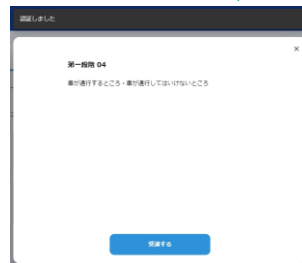 認証しました
×
第一段階 04
車が通行するところ・車が通行してはいけないところ
受講する